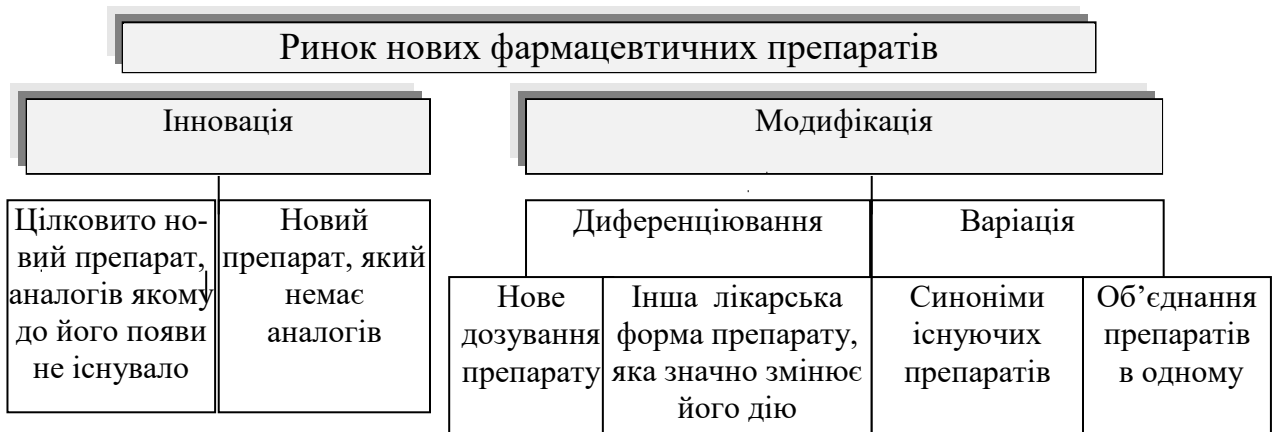 Ринок нових фармацевтичних препаратів
Інновація
Модифікація
Цілковито но-
вий препарат,
аналогів якому
до його появи
не існувало
Новий
препарат, який
немає
аналогів
Диференціювання
Варіація
Нове
дозування
препарату
Інша лікарська
форма препарату,
яка значно змінює
його дію
Синоніми
існуючих
препаратів
Об’єднання
препаратів
в одному